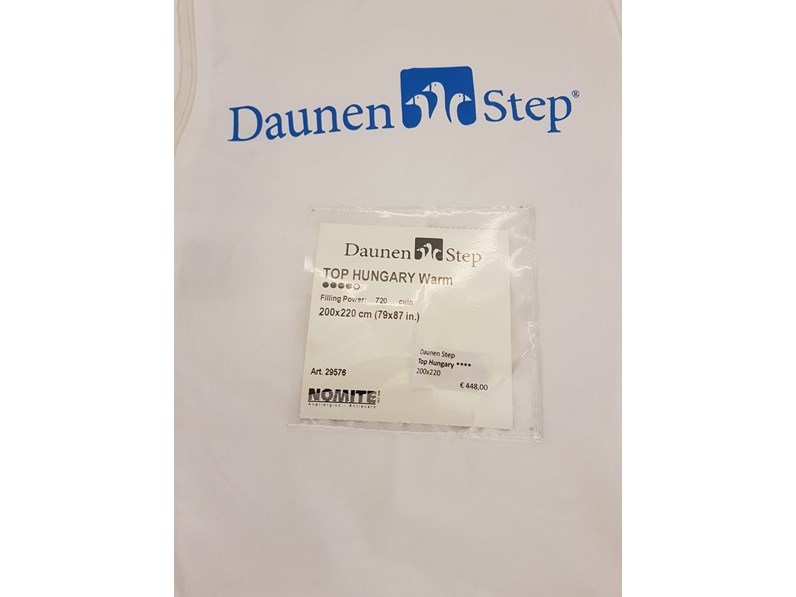 Daunen Step®
Daunen Step
TOP HUNGARY Warm
Filling Power: 720 cuin
200x220 cm (79x87 in.)
Daunen Step
Top Hungary ****
200x220
€ 448,00
Art. 29576
NOMITE